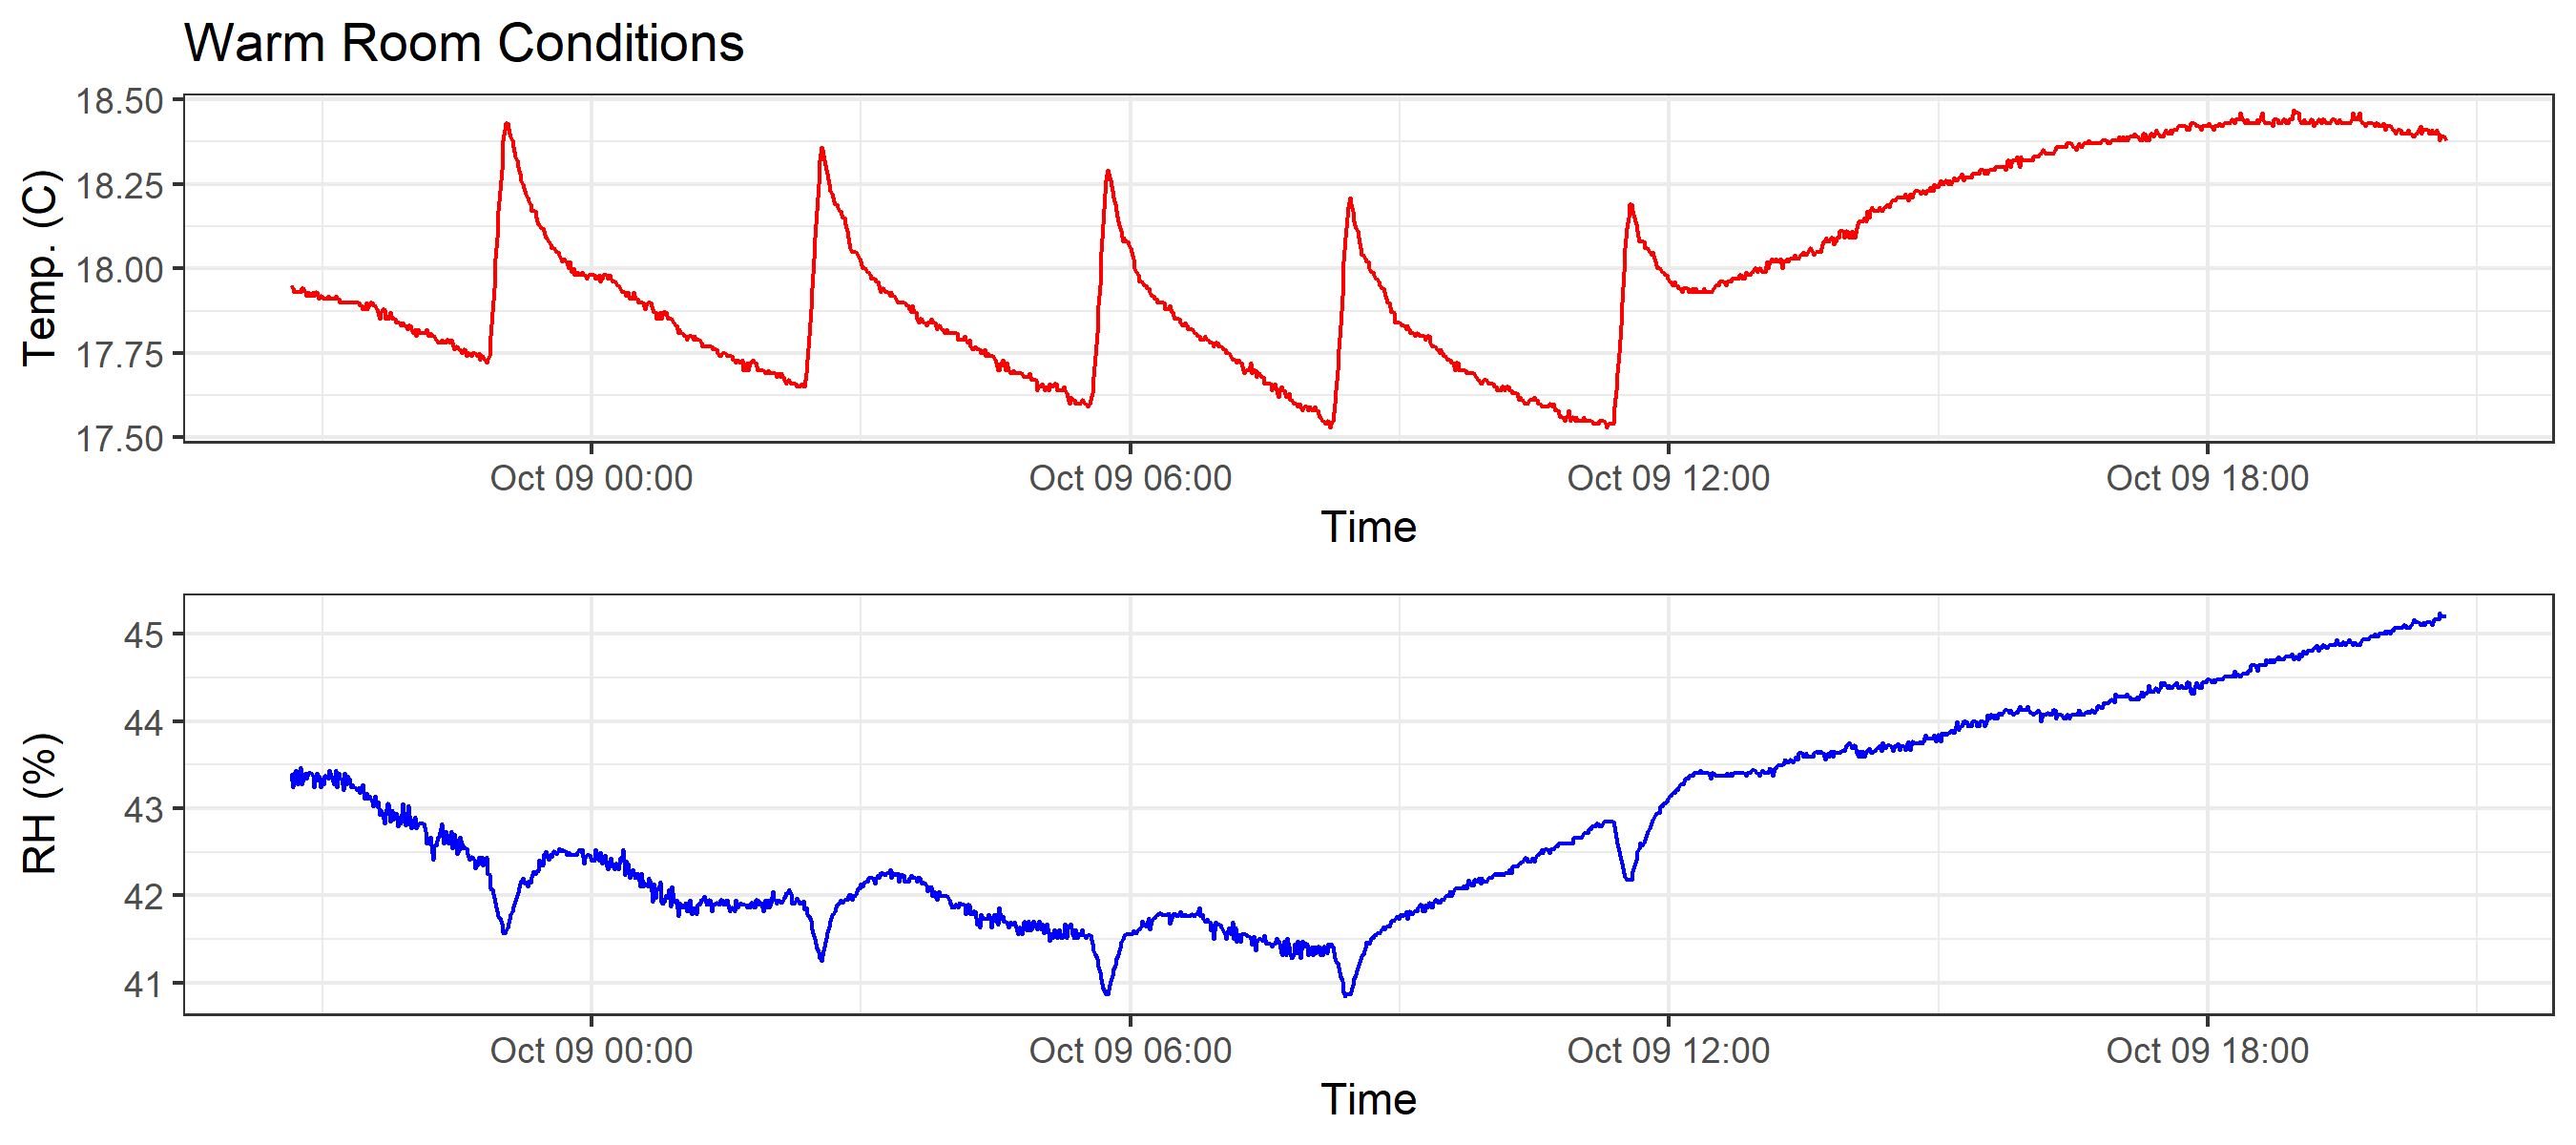 Warm Room Conditions
Temp. (C)
18.50
18.25
18.00
17.75
17.50
Oct 09 00:00 Oct 09 06:00 Oct 09 12:00 Oct 09 18:00
Time
RH (%)
45
44
43
42
41
Oct 09 00:00 Oct 09 06:00 Oct 09 12:00 Oct 09 18:00
Time